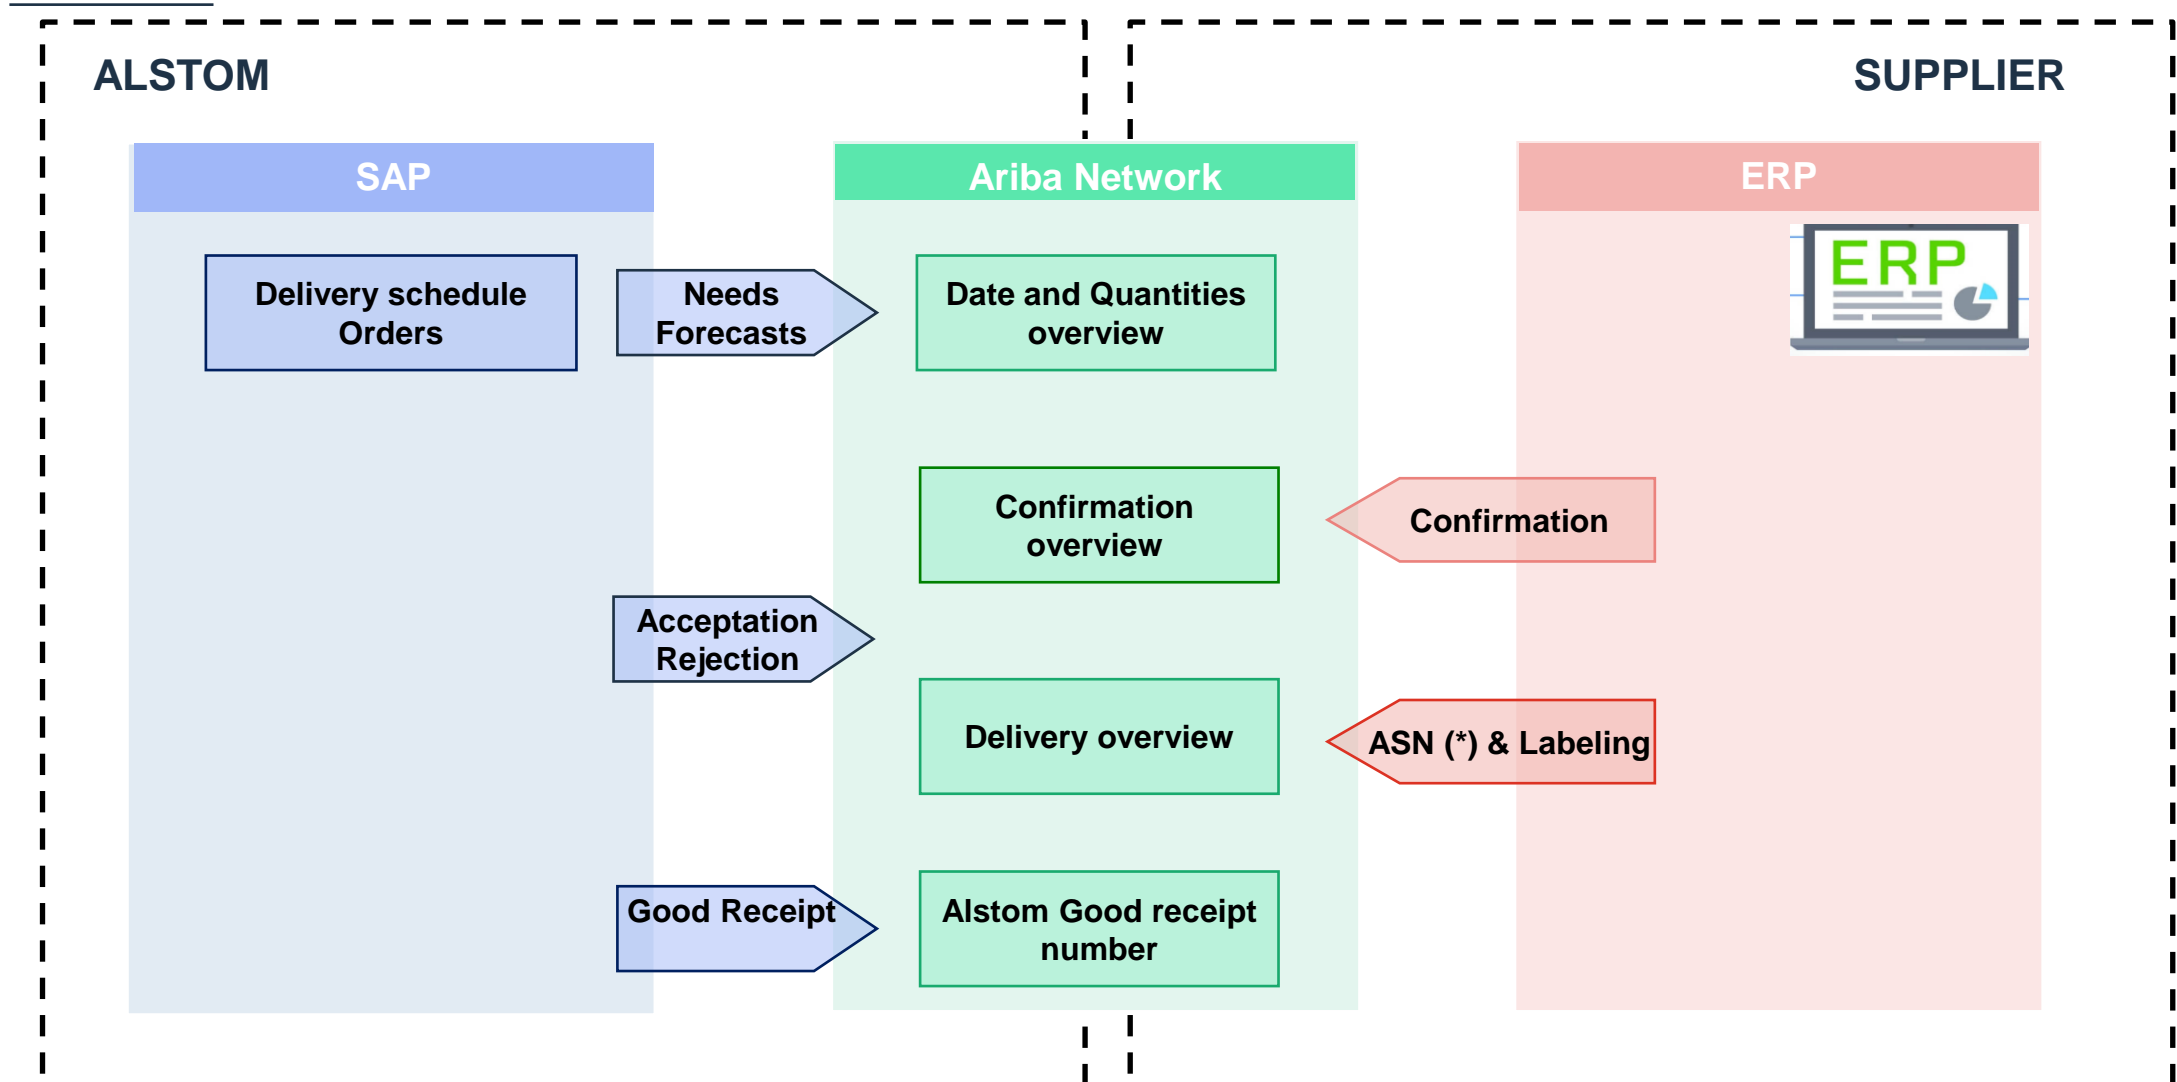 ALSTOM
SUPPLIER
SAP
Ariba Network
ERP
ERP
Delivery schedule
Orders
Needs
Forecasts
Date and Quantities
overview
Confirmation
overview
Confirmation
Acceptation
Rejection
Delivery overview
ASN (*) & Labeling
Good Receipt
Alstom Good receipt
number